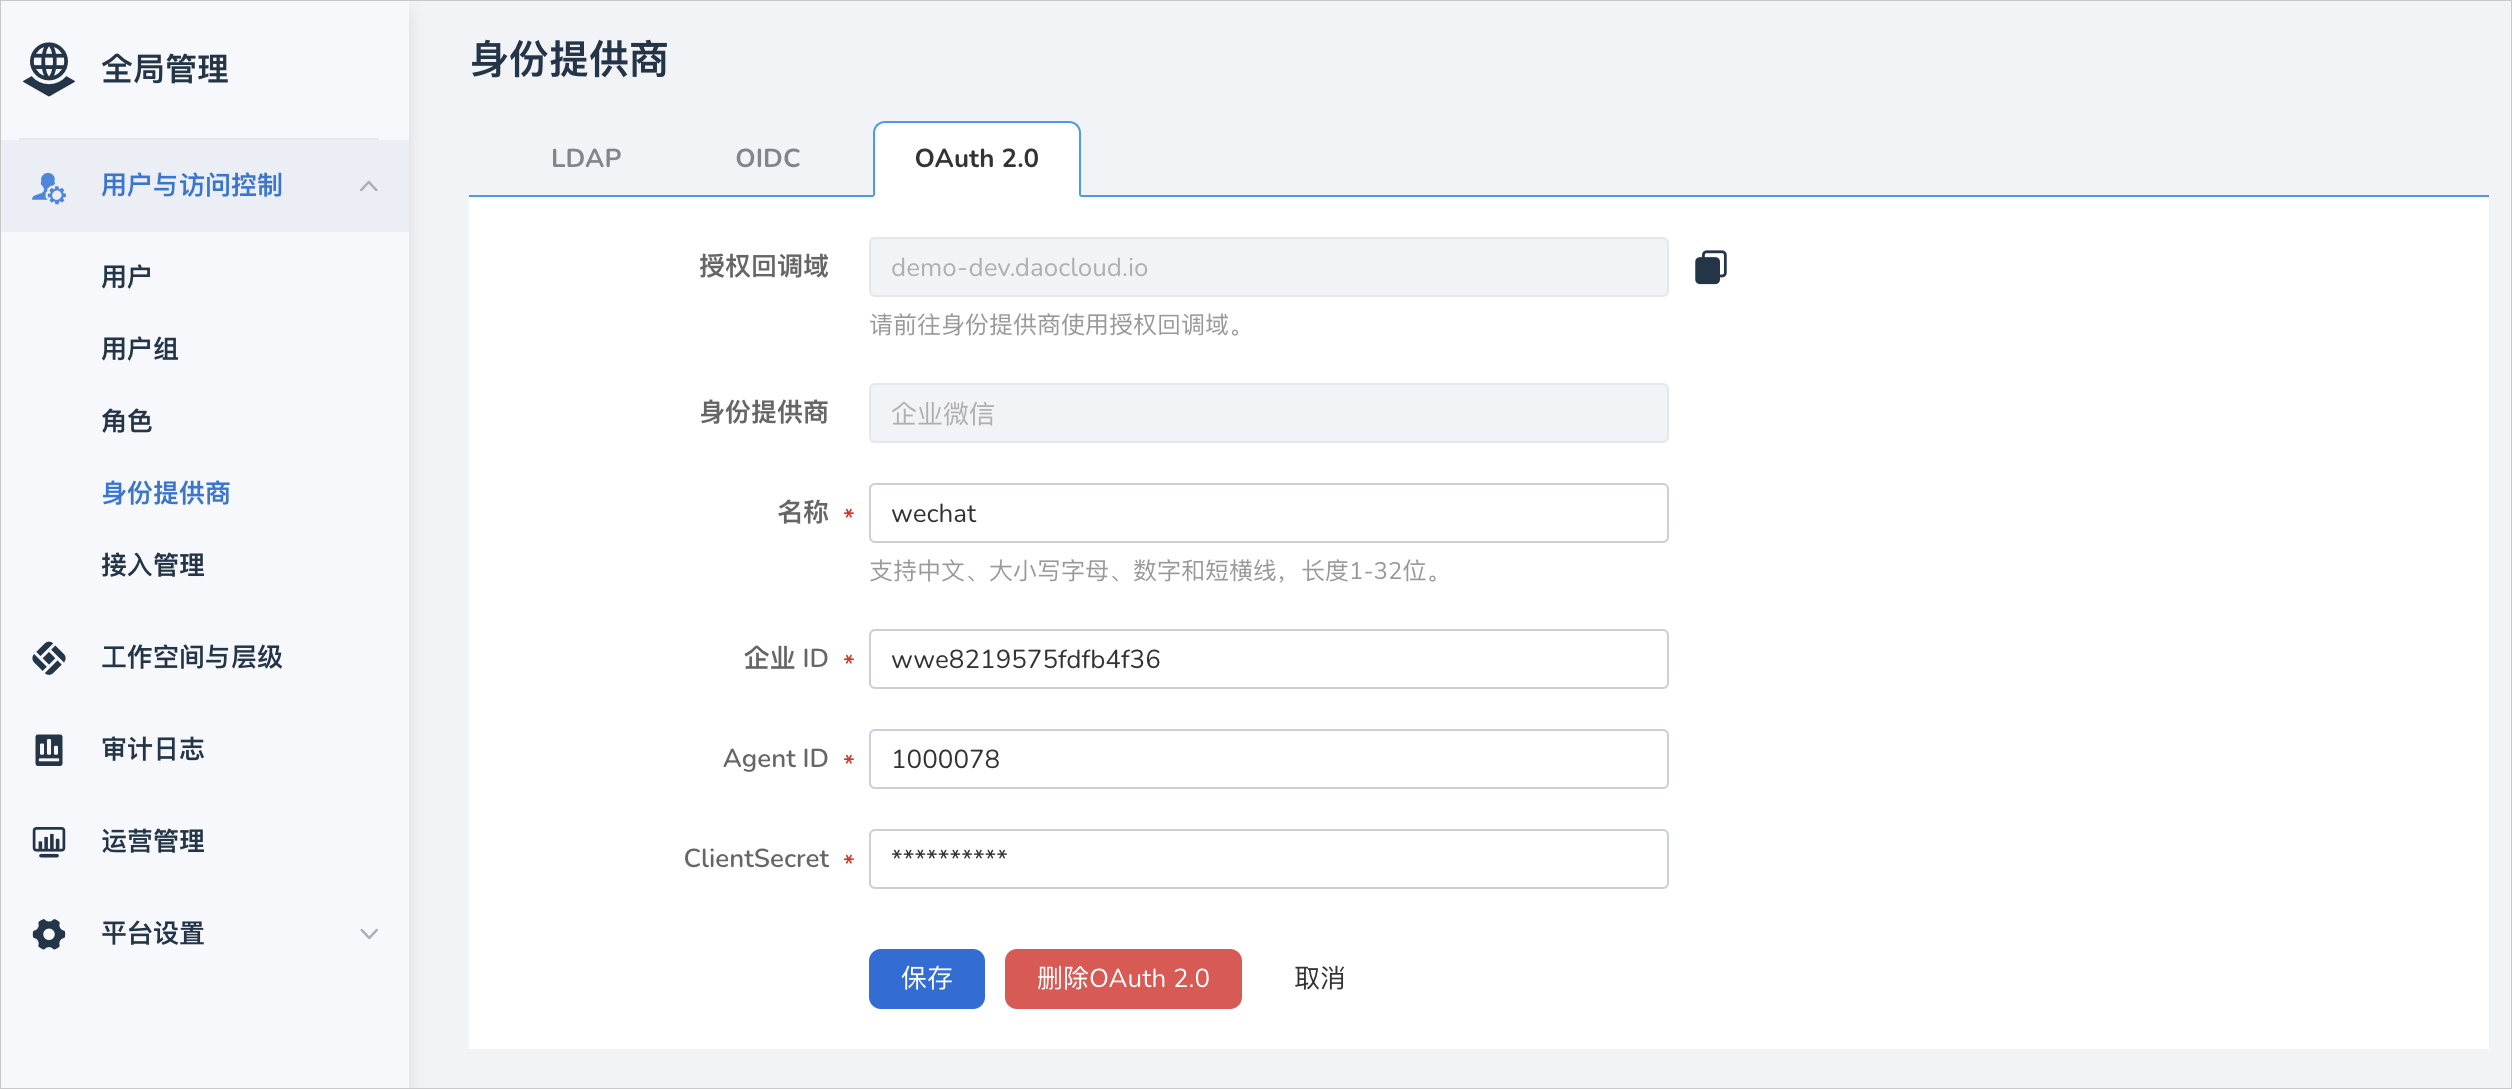 全局管理
用户与访问控制
用户
用户组
角色
身份提供商
接入管理
工作空间与层级
审计日志
运营管理
平台设置
身份提供商
LDAP OIDC OAuth 2.0
授权回调域 demo-dev.daocloud.io
请前往身份提供商使用授权回调域。
身份提供商 企业微信
名称 * wechat
支持中文、大小写字母、数字和短横线，长度1-32位。
企业 ID * wwe8219575fdfb4f36
Agent ID * 1000078
ClientSecret * **********
保存 删除OAuth 2.0 取消